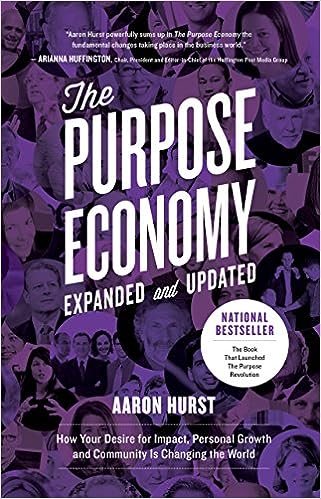 "Aaron Hurst powerfully sums up in The Purpose Economy the
fundamental changes taking place in the business world."
— ARIANNA HUFFINGTON, Chair, President and Editor-in-Chief of the Huffington Post Media Group
The
PURPOSE
ECONOMY
EXPANDED and UPDATED
NATIONAL
BESTSELLER
The Book
That Launched
The Purpose
Revolution
AARON HURST
How Your Desire for Impact, Personal Growth
and Community Is Changing the World